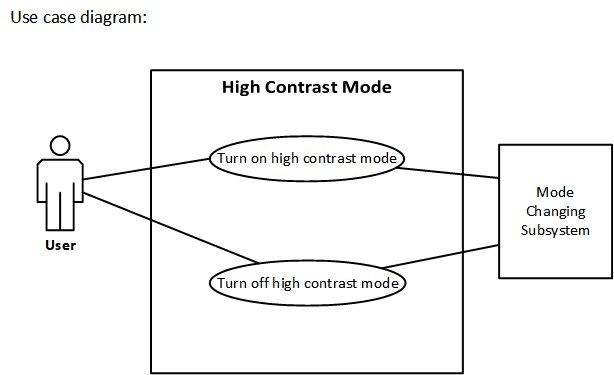 Use case diagram:
High Contrast Mode
Turn on high contrast mode
Mode
Changing
Subsystem
User
Turn off high contrast mode